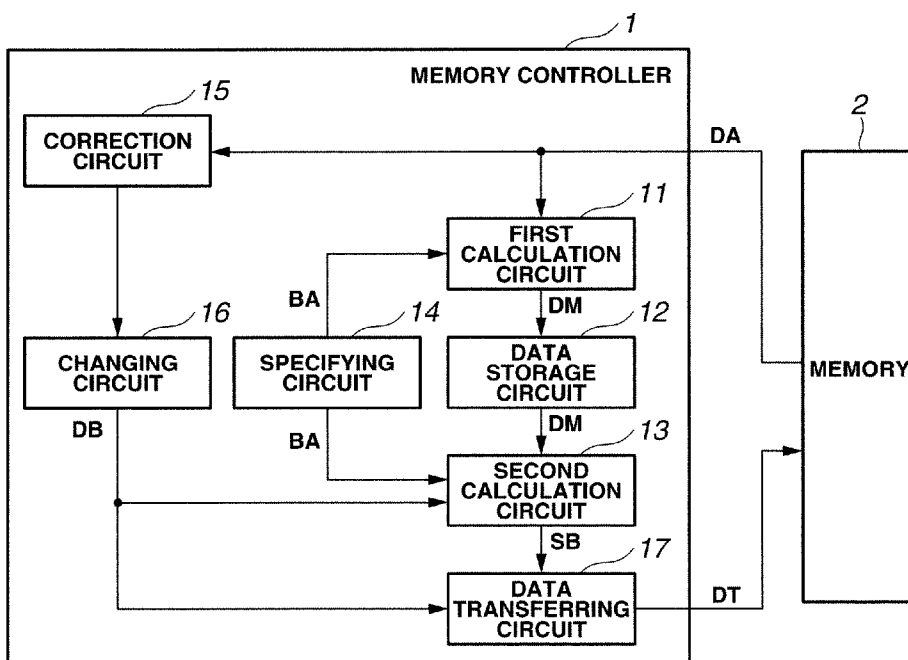 1
MEMORY CONTROLLER
15
CORRECTION
CIRCUIT
DA
2
11
FIRST
CALCULATION
CIRCUIT
BA
DM
16
14
12
CHANGING
CIRCUIT
SPECIFYING
CIRCUIT
DATA
STORAGE
CIRCUIT
MEMORY
DB
BA
DM
13
SECOND
CALCULATION
CIRCUIT
SB
17
DATA
TRANSFERRING
CIRCUIT
DT